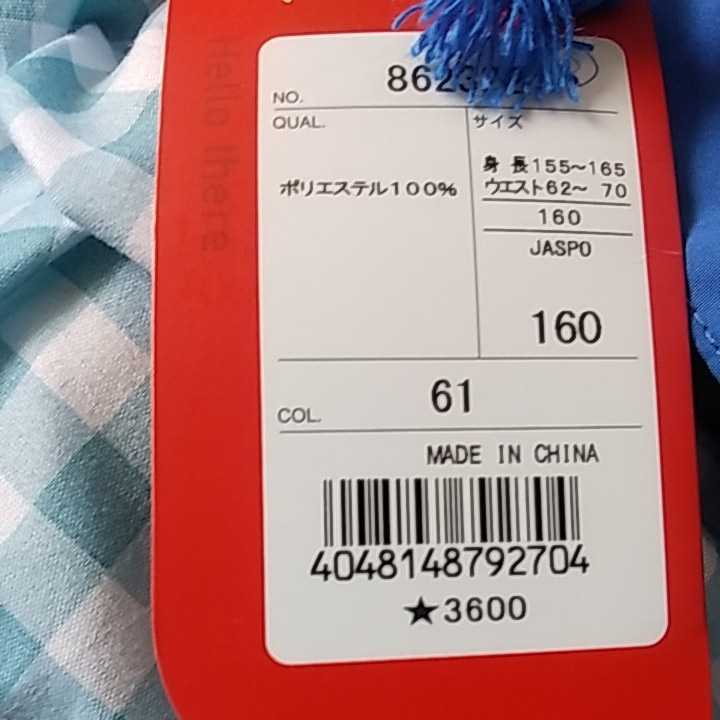 Hello there
NO.
QUAL.
サイズ
身長155～165
ポリエステル100%
ウエスト62～ 70
160
JASPO
160
COL.
61
MADE IN CHINA
4048148792704
★3600